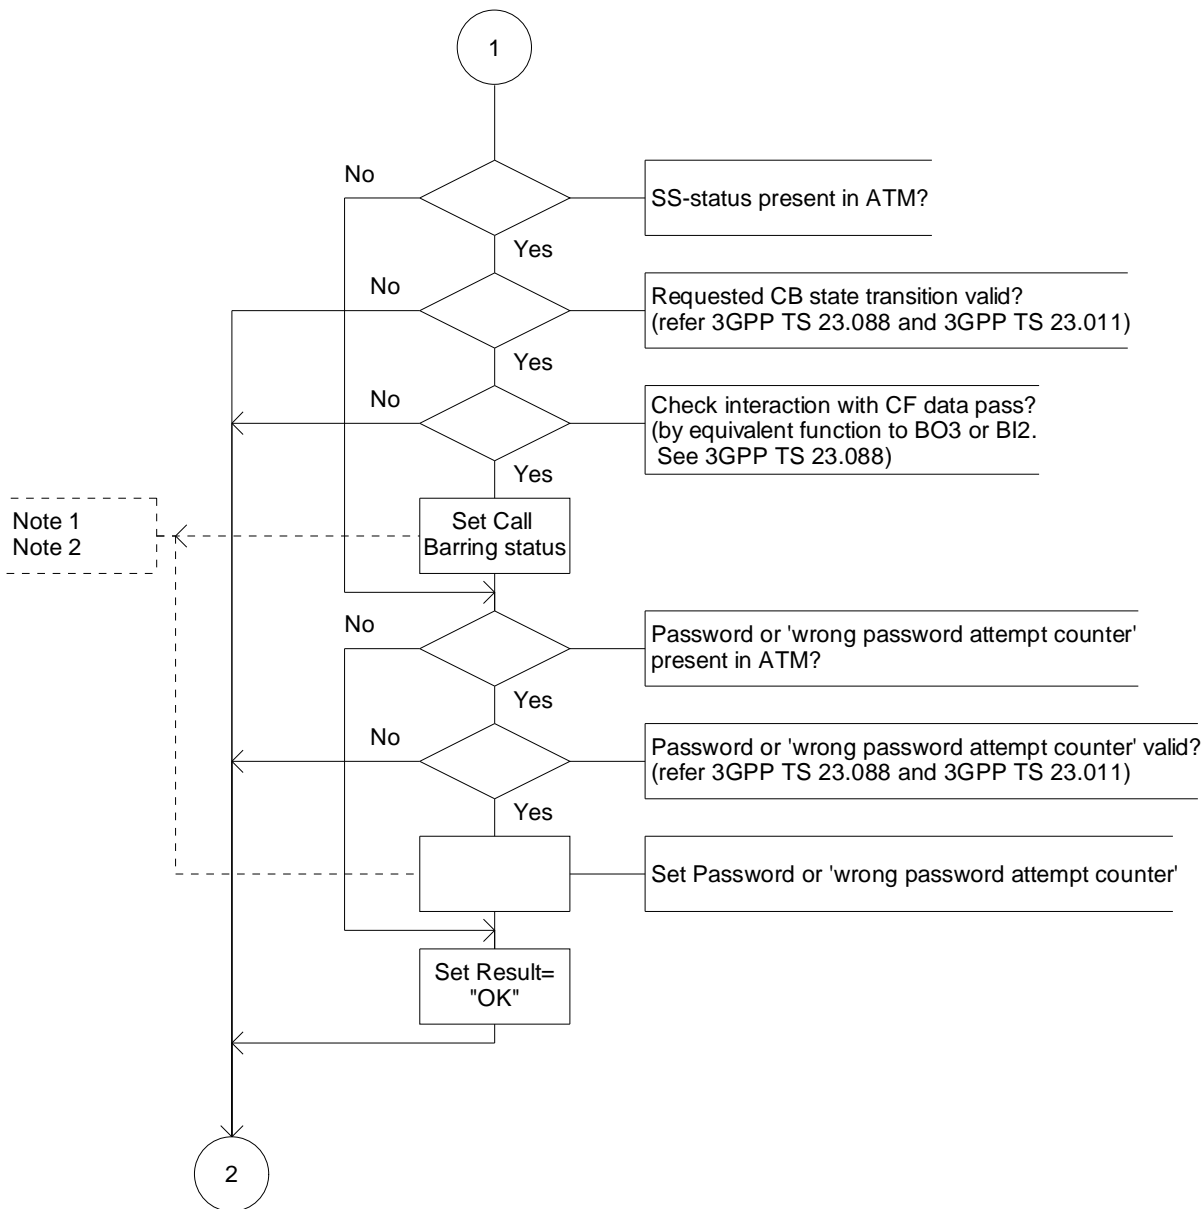 1
No
SS-status present in ATM?
Yes
No
Requested CB state transition valid?
(refer 3GPP TS 23.088 and 3GPP TS 23.011)
Yes
No
Check interaction with CF data pass?
(by equivalent function to BO3 or BI2.
See 3GPP TS 23.088)
Yes
Note 1
Note 2
Set Call
Barring status
No
Password or 'wrong password attempt counter'
present in ATM?
Yes
No
Password or 'wrong password attempt counter' valid?
(refer 3GPP TS 23.088 and 3GPP TS 23.011)
Yes
Set Password or 'wrong password attempt counter'
Set Result=
"OK"
2